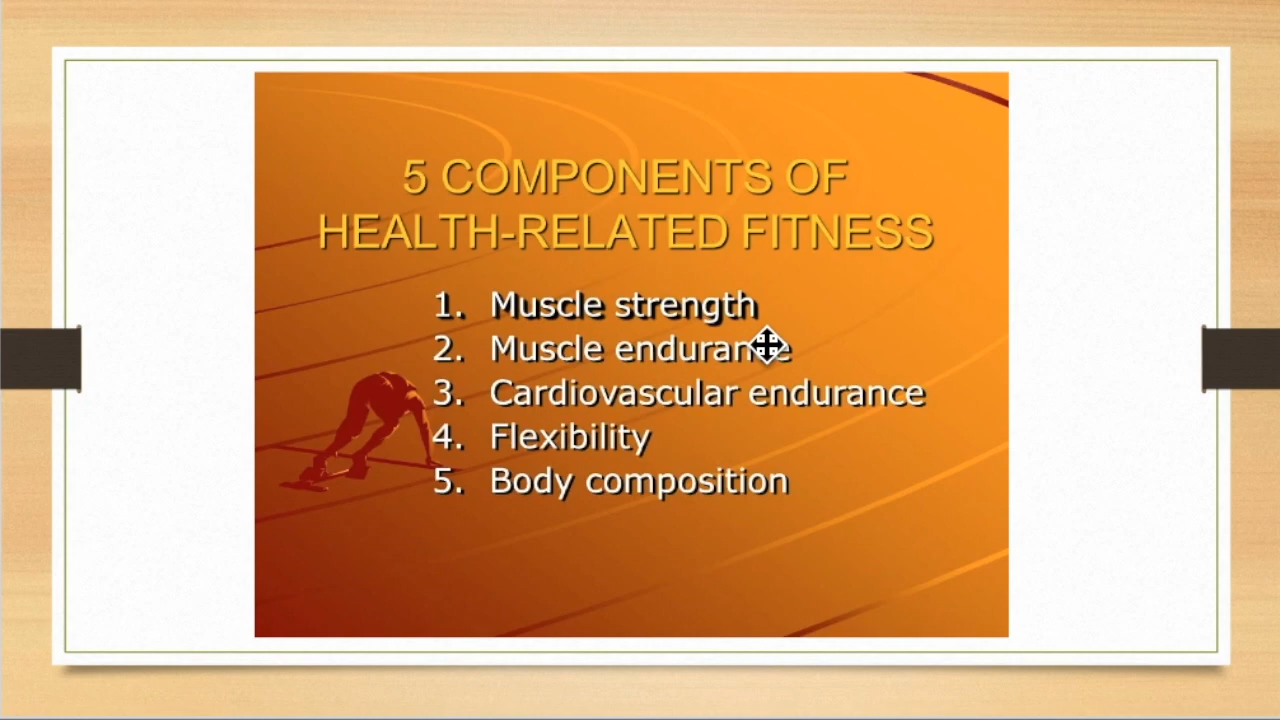 5 COMPONENTS OF
HEALTH-RELATED FITNESS
1. Muscle strength
2. Muscle endurance
3. Cardiovascular endurance
4. Flexibility
5. Body composition